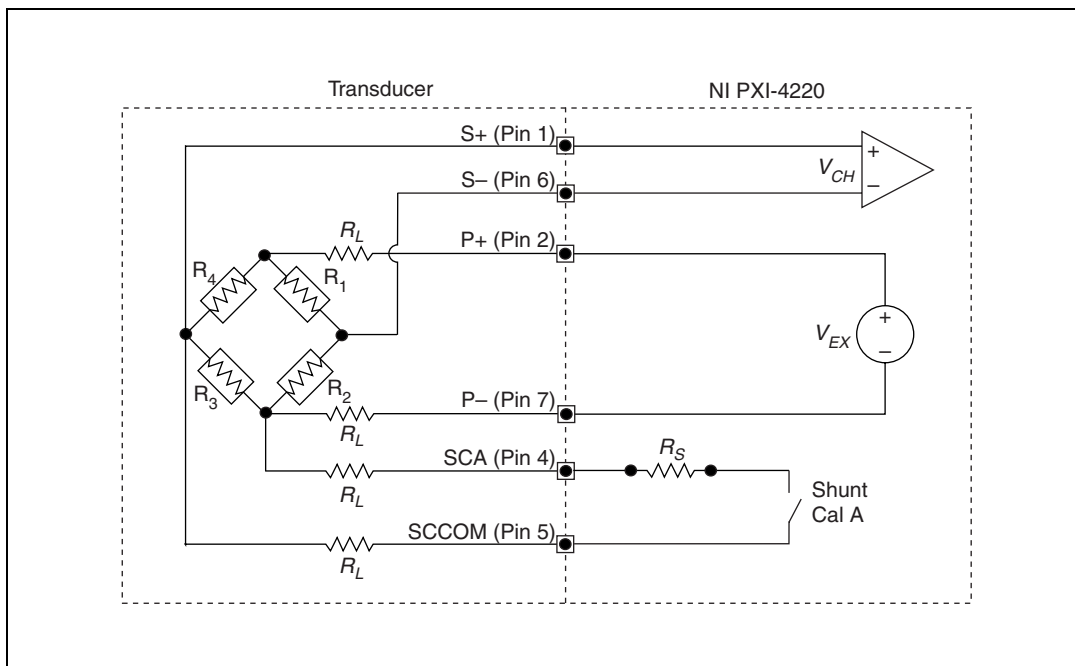 Transducer
NI PXI-4220
S+ (Pin 1)
+
V_CH
S– (Pin 6)
–
R_L
P+ (Pin 2)
R_4
R_1
+
V_EX
–
R_3
R_2
P– (Pin 7)
R_L
SCA (Pin 4)
R_S
R_L
Shunt
Cal A
SCCOM (Pin 5)
R_L